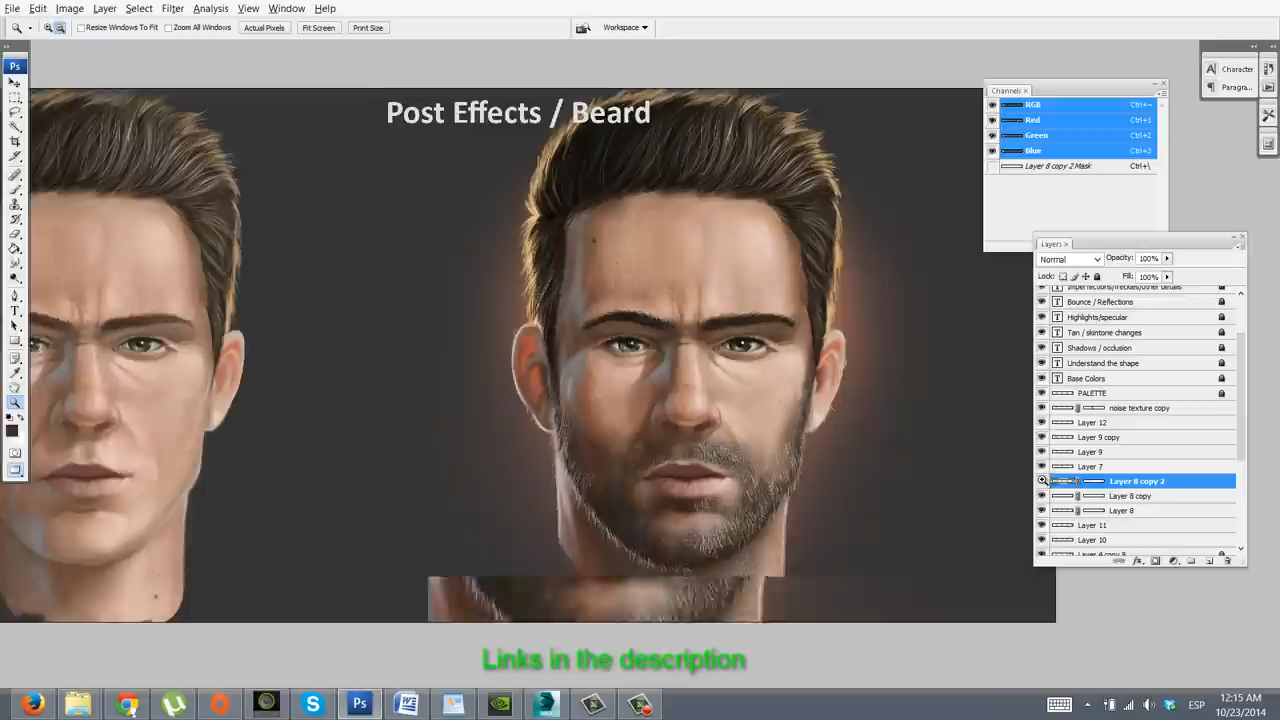 File Edit Image Layer Select Filter Analysis View Window Help
Resize Windows To Fit Zoom All Windows Actual Pixels Fit Screen Print Size Workspace
Ps
Post Effects / Beard
Character
Paragra...
Channels x
RGB Ctrl+~
Red Ctrl+1
Green Ctrl+2
Blue Ctrl+3
Layer 8 copy 2 Mask Ctrl+\
Layers x
Normal Opacity: 100%
Lock: Fill: 100%
Imperfections/freckles/other details
T Bounce / Reflections
T Highlights/specular
T Tan / skintone changes
T Shadows / occlusion
T Understand the shape
T Base Colors
PALETTE
noise texture copy
Layer 12
Layer 9 copy
Layer 9
Layer 7
Layer 8 copy 2
Layer 8 copy
Layer 8
Layer 11
Layer 10
Links in the description
ESP
12:15 AM
10/23/2014